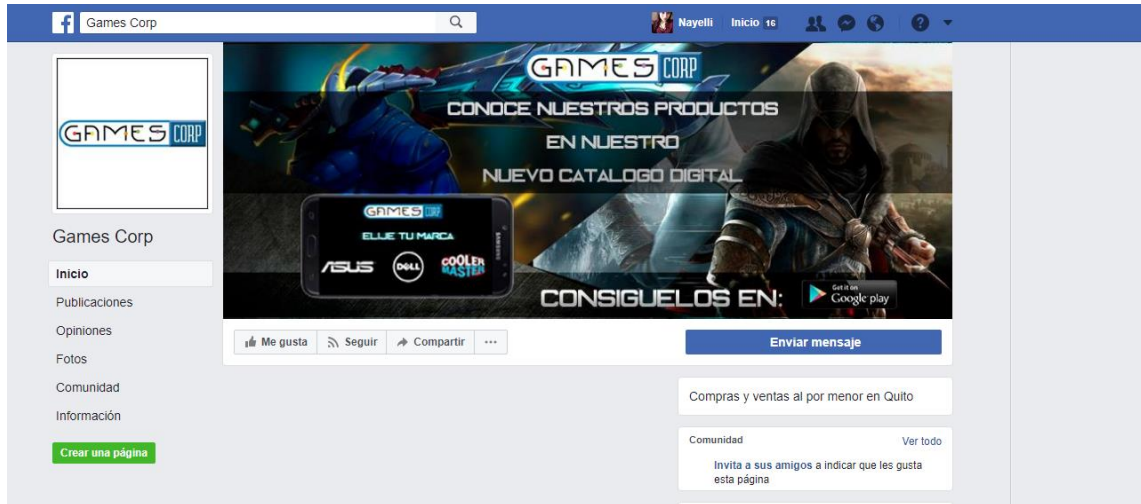 Games Corp
Nayelli Inicio 16
GAMES CORP
Games Corp
Inicio
Publicaciones
Opiniones
Fotos
Comunidad
Información
Crear una página
GAMES CORP
CONOCE NUESTROS PRODUCTOS
EN NUESTRO
NUEVO CATALOGO DIGITAL
GAMES CORP
ELIJE TU MARCA
ASUS DELL COOLER MASTER
SAMSUNG
CONSIGUELOS EN:
Get it on
Google play
Me gusta Seguir Compartir ...
Enviar mensaje
Compras y ventas al por menor en Quito
Comunidad Ver todo
Invita a sus amigos a indicar que les gusta
esta página